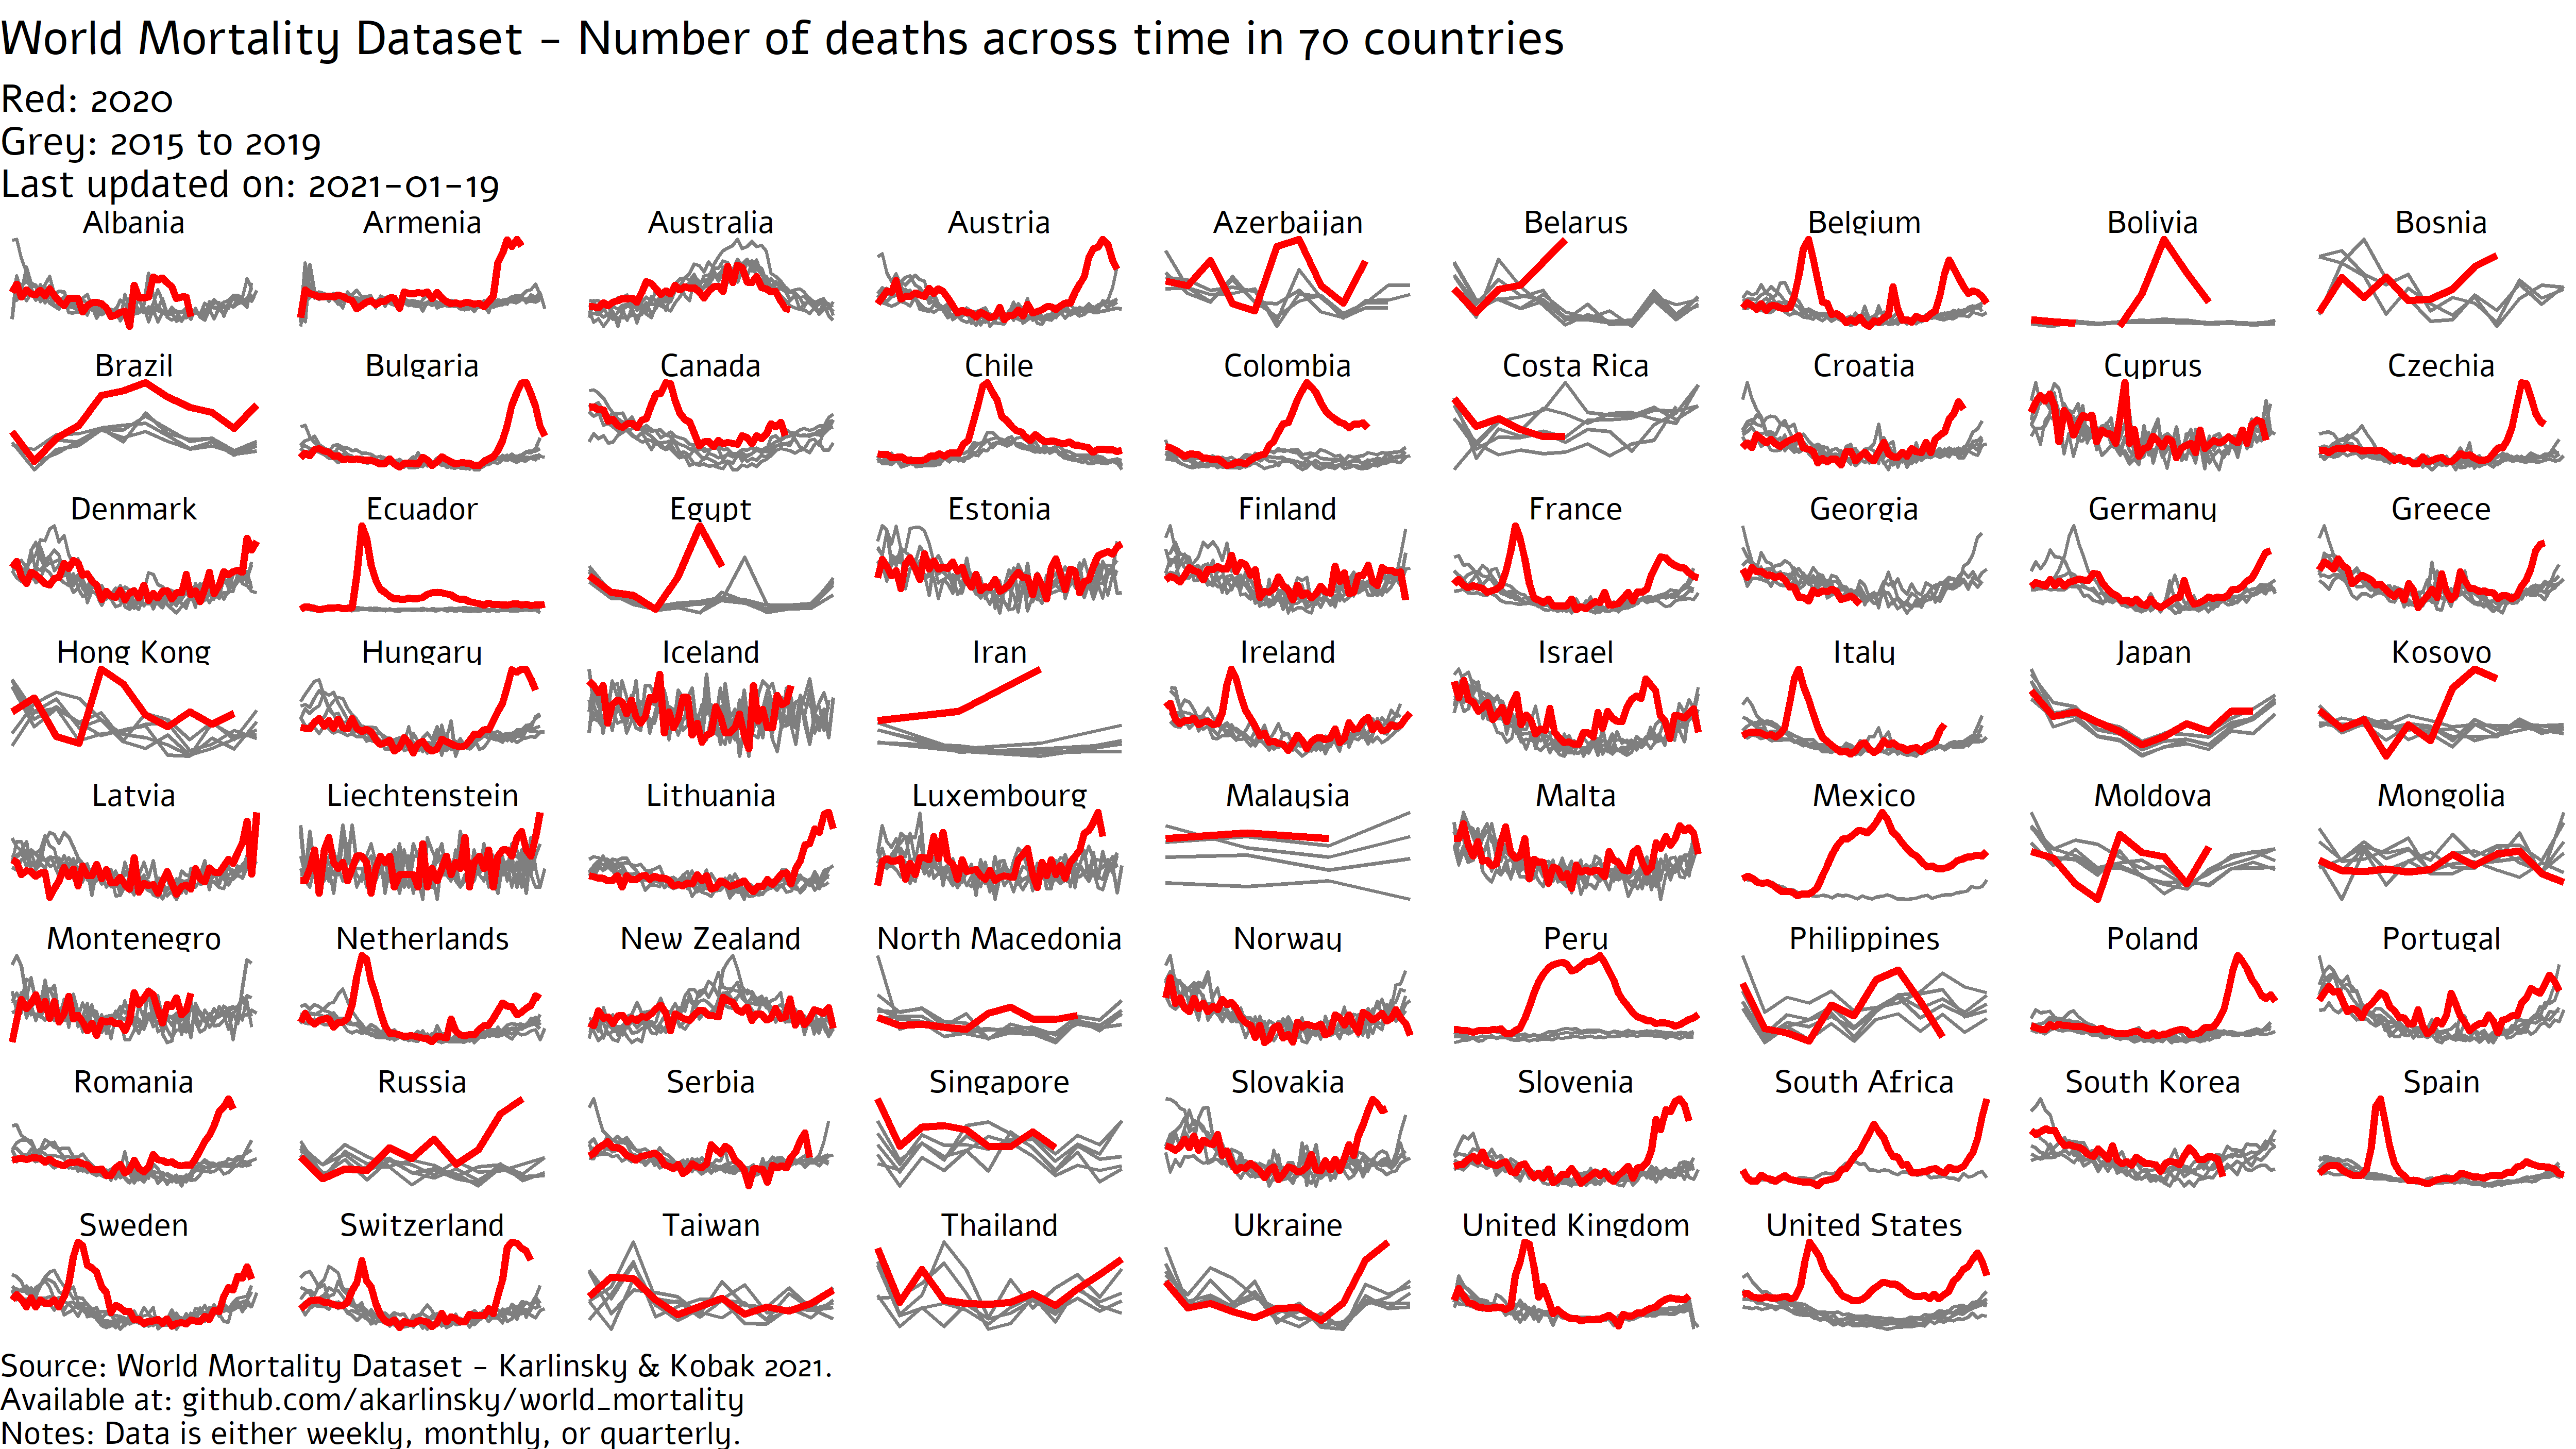 World Mortality Dataset - Number of deaths across time in 70 countries
Red: 2020
Grey: 2015 to 2019
Last updated on: 2021-01-19
Albania Armenia Australia Austria Azerbaijan Belarus Belgium Bolivia Bosnia
Brazil Bulgaria Canada Chile Colombia Costa Rica Croatia Cyprus Czechia
Denmark Ecuador Egypt Estonia Finland France Georgia Germany Greece
Hong Kong Hungary Iceland Iran Ireland Israel Italy Japan Kosovo
Latvia Liechtenstein Lithuania Luxembourg Malaysia Malta Mexico Moldova Mongolia
Montenegro Netherlands New Zealand North Macedonia Norway Peru Philippines Poland Portugal
Romania Russia Serbia Singapore Slovakia Slovenia South Africa South Korea Spain
Sweden Switzerland Taiwan Thailand Ukraine United Kingdom United States
Source: World Mortality Dataset - Karlinsky & Kobak 2021.
Available at: github.com/akarlinsky/world_mortality
Notes: Data is either weekly, monthly, or quarterly.